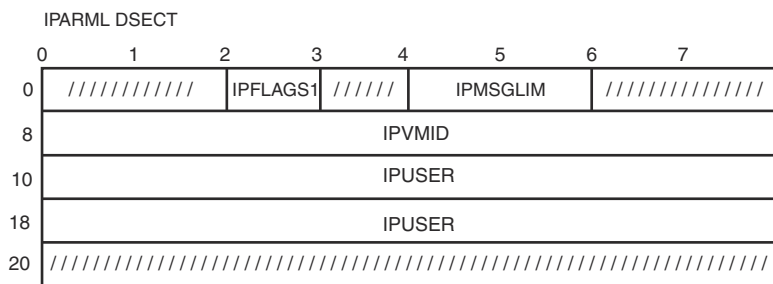 IPARML DSECT
0 1 2 3 4 5 6 7
0 //////////// IPFLAGS1 ////// IPMSGLIM ///////////////
8 IPVMID
10 IPUSER
18 IPUSER
20 ////////////////////////////////////////////////////////////////////